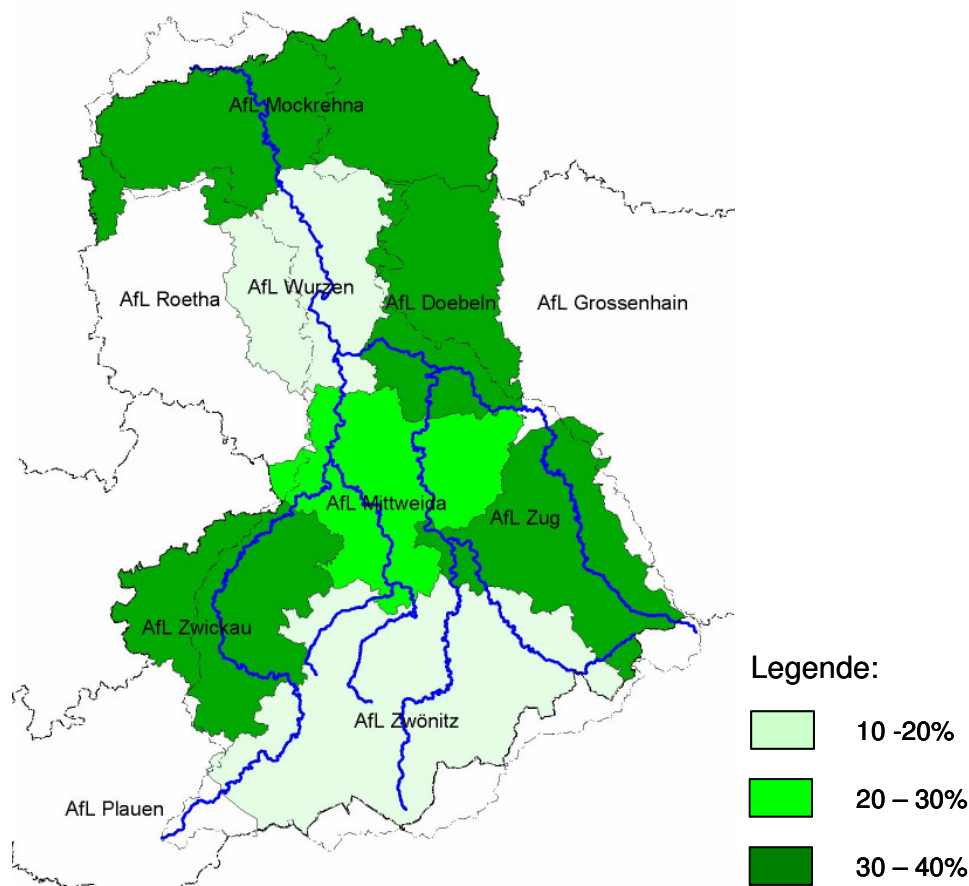 AfL Mockrehna
AfL Roetha
AfL Wurzen
AfL Doebeln
AfL Grossenhain
AfL Mittweida
AfL Zug
AfL Zwickau
AfL Zwönitz
AfL Plauen
Legende:
10 -20%
20 – 30%
30 – 40%